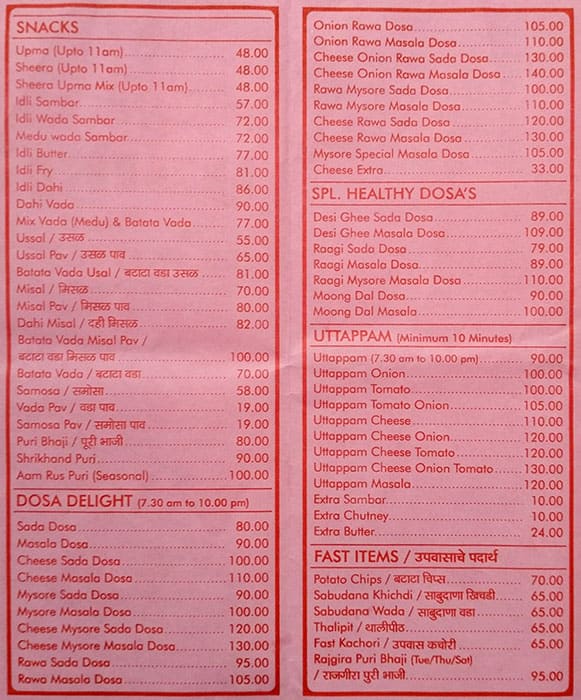 SNACKS
Upma (Upto 11am) 48.00
Sheera (Upto 11am) 48.00
Sheera Upma Mix (Upto 11am) 48.00
Idli Sambar 57.00
Idli Wada Sambar 72.00
Medu wada Sambar 72.00
Idli Butter 77.00
Idli Fry 81.00
Idli Dahi 86.00
Dahi Vada 90.00
Mix Vada (Medu) & Batata Vada 77.00
Ussal / उसळ 55.00
Ussal Pav / उसळ पाव 65.00
Batata Vada Usal / बटाटा वडा उसळ 81.00
Misal / मिसळ 70.00
Misal Pav / मिसळ पाव 80.00
Dahi Misal / दही मिसळ 82.00
Batata Vada Misal Pav /
बटाटा वडा मिसळ पाव 100.00
Batata Vada / बटाटा वडा 70.00
Samosa / समोसा 58.00
Vada Pav / वडा पाव 19.00
Samosa Pav / समोसा पाव 19.00
Puri Bhaji / पूरी भाजी 80.00
Shrikhand Puri 90.00
Aam Rus Puri (Seasonal) 100.00
DOSA DELIGHT (7.30 am to 10.00 pm)
Sada Dosa 80.00
Masala Dosa 90.00
Cheese Sada Dosa 100.00
Cheese Masala Dosa 110.00
Mysore Sada Dosa 90.00
Mysore Masala Dosa 100.00
Cheese Mysore Sada Dosa 120.00
Cheese Mysore Masala Dosa 130.00
Rawa Sada Dosa 95.00
Rawa Masala Dosa 105.00
Onion Rawa Dosa 105.00
Onion Rawa Masala Dosa 110.00
Cheese Onion Rawa Sada Dosa 130.00
Cheese Onion Rawa Masala Dosa 140.00
Rawa Mysore Sada Dosa 100.00
Rawa Mysore Masala Dosa 110.00
Cheese Rawa Sada Dosa 120.00
Cheese Rawa Masala Dosa 130.00
Mysore Special Masala Dosa 105.00
Cheese Extra 33.00
SPL. HEALTHY DOSA'S
Desi Ghee Sada Dosa 89.00
Desi Ghee Masala Dosa 109.00
Raagi Sada Dosa 79.00
Raagi Masala Dosa 89.00
Raagi Mysore Masala Dosa 110.00
Moong Dal Dosa 90.00
Moong Dal Masala 100.00
UTTAPPAM (Minimum 10 Minutes)
Uttappam (7.30 am to 10.00 pm) 90.00
Uttappam Onion 100.00
Uttappam Tomato 100.00
Uttappam Tomato Onion 105.00
Uttappam Cheese 110.00
Uttappam Cheese Onion 120.00
Uttappam Cheese Tomato 120.00
Uttappam Cheese Onion Tomato 130.00
Uttappam Masala 120.00
Extra Sambar 10.00
Extra Chutney 10.00
Extra Butter 24.00
FAST ITEMS / उपवासाचे पदार्थ
Potato Chips / बटाटा चिप्स 70.00
Sabudana Khichdi / साबुदाणा खिचडी 65.00
Sabudana Wada / साबुदाणा वडा 65.00
Thalipit / थालीपीठ 65.00
Fast Kachori / उपवास कचोरी 65.00
Rajgira Puri Bhaji (Tue/Thu/Sat)
/ राजगीरा पुरी भाजी 95.00